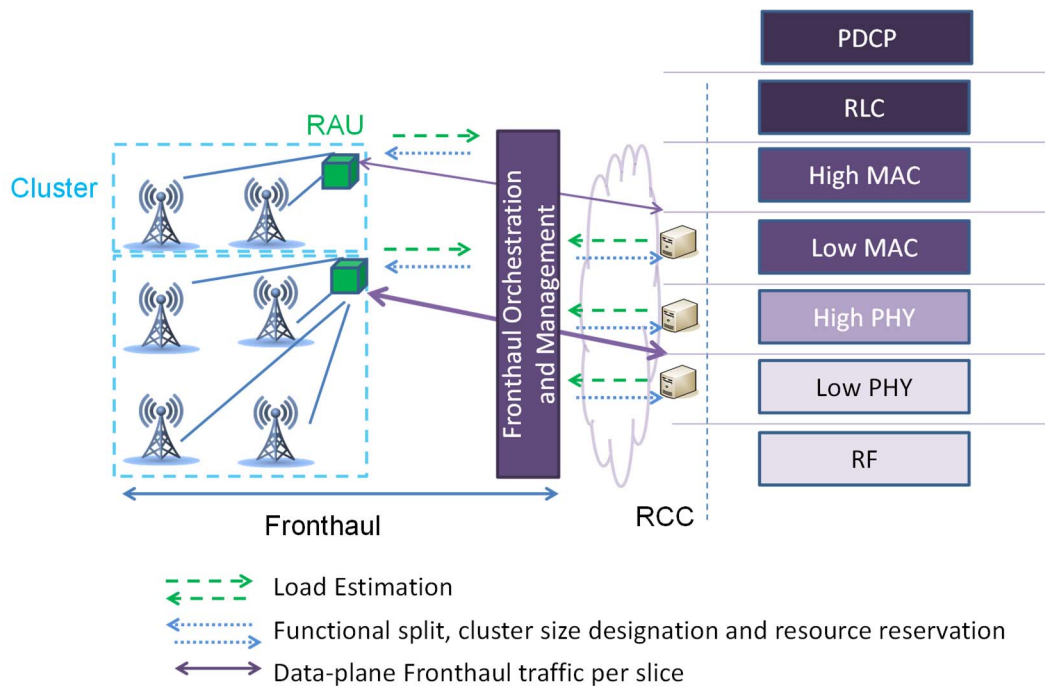 PDCP
RLC
High MAC
Low MAC
High PHY
Low PHY
RF
RAU
Cluster
Fronthaul Orchestration
and Management
RCC
Fronthaul
Load Estimation
Functional split, cluster size designation and resource reservation
Data-plane Fronthaul traffic per slice